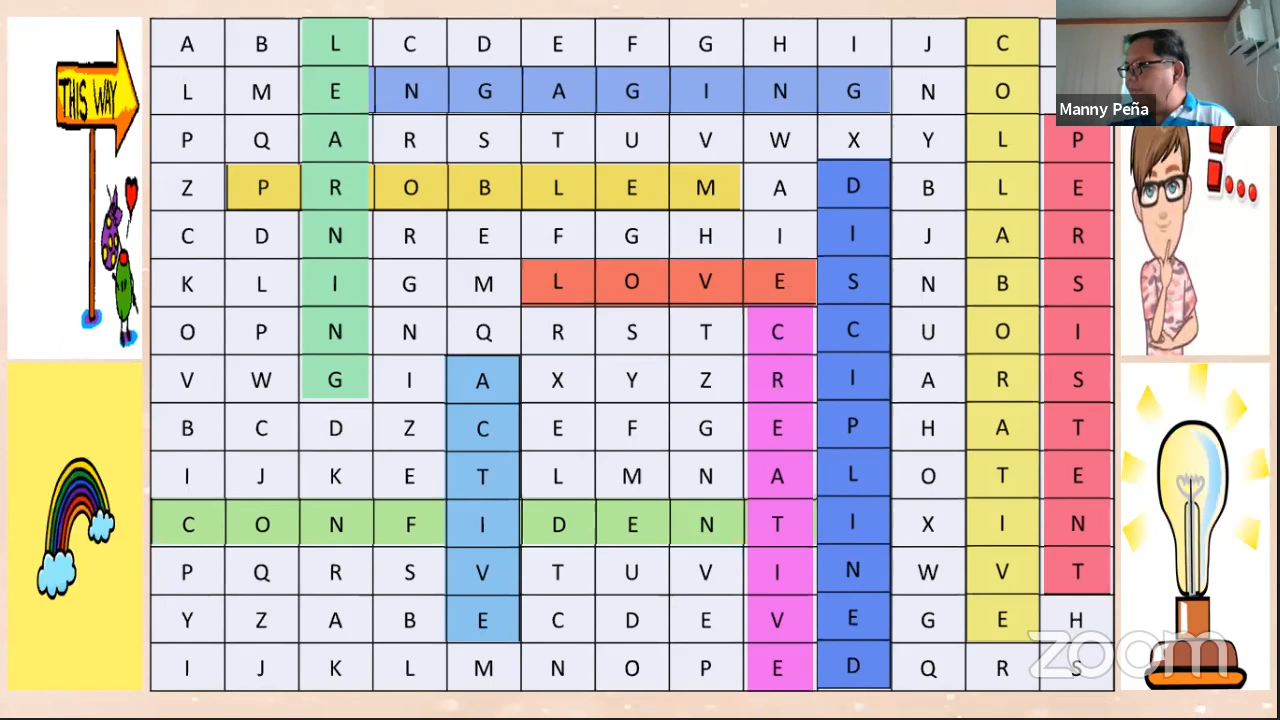 A B L C D E F G H I J C
L M E N G A G I N G N O
Manny Peña
THIS WAY
P Q A R S T U V W X Y L P
Z P R O B L E M A D B L E
C D N R E F G H I I J A R
K L I G M L O V E S N B S
O P N N Q R S T C C U O I
V W G I A X Y Z R I A R S
B C D Z C E F G E P H A T
I J K E T L M N A L O T E
C O N F I D E N T I X I N
P Q R S V T U V I N W V T
Y Z A B E C D E V E G E H
I J K L M N O P E D Q R S
zoom